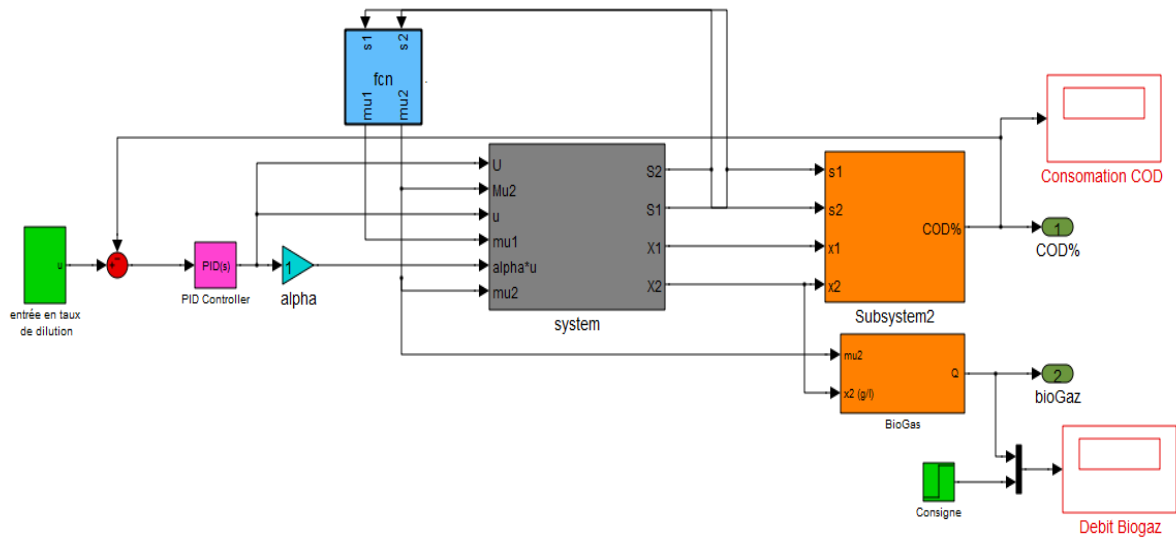 s1
s2
fcn
mu1
mu2
Consomation COD
U
Mu2
u
mu1
alpha*u
mu2
S2
S1
X1
X2
system
s1
s2
x1
x2
COD%
Subsystem2
1
COD%
u
entrée en taux
de dilution
PID(s)
PID Controller
1
alpha
mu2
x2 (g/l)
Q
BioGas
2
bioGaz
Consigne
Debit Biogaz